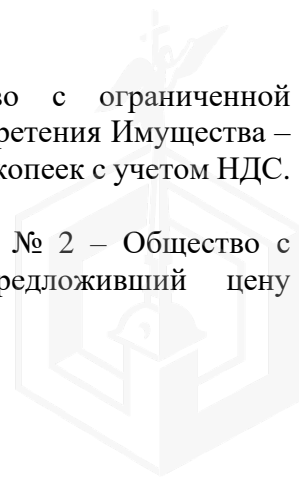 во с ограниченной
ретения Имущества –
копеек с учетом НДС.
№ 2 – Общество с
редложивший цену